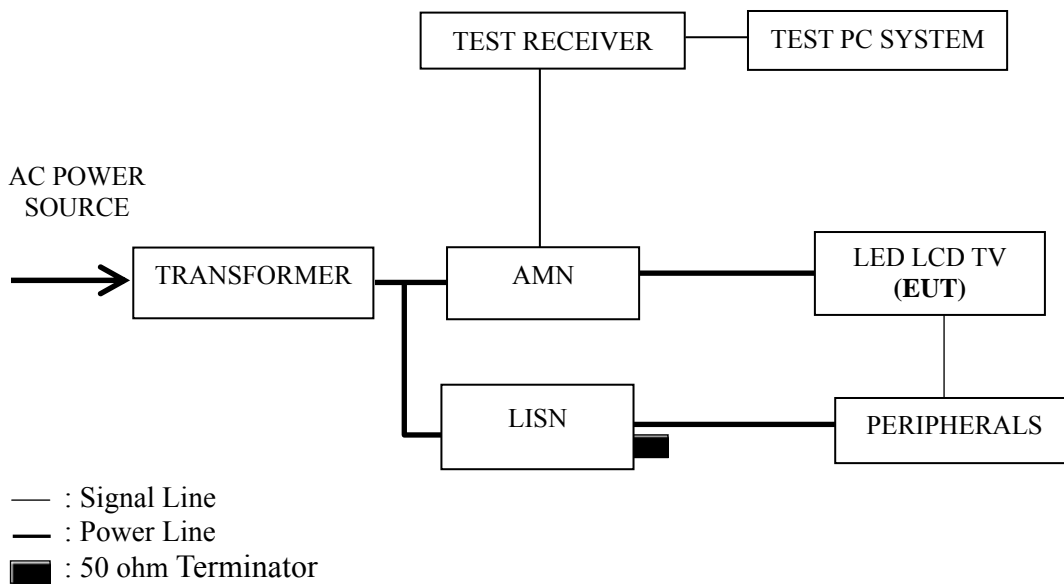 TEST RECEIVER
TEST PC SYSTEM
AC POWER
SOURCE
TRANSFORMER
AMN
LED LCD TV
(EUT)
LISN
PERIPHERALS
: Signal Line
: Power Line
: 50 ohm Terminator